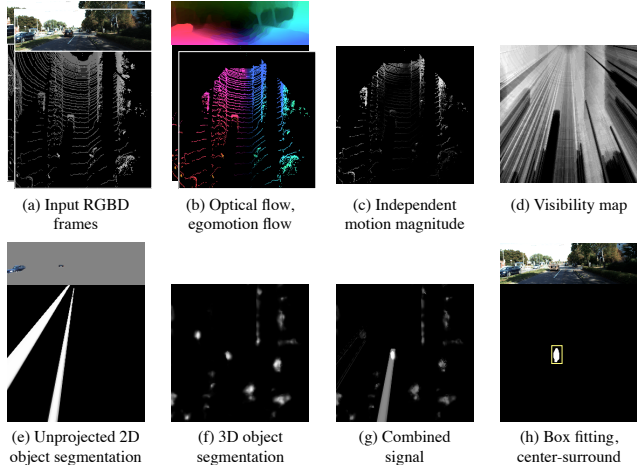 (a) Input RGBD
frames
(b) Optical flow,
egomotion flow
(c) Independent
motion magnitude
(d) Visibility map
(e) Unprojected 2D
object segmentation
(f) 3D object
segmentation
(g) Combined
signal
(h) Box fitting,
center-surround